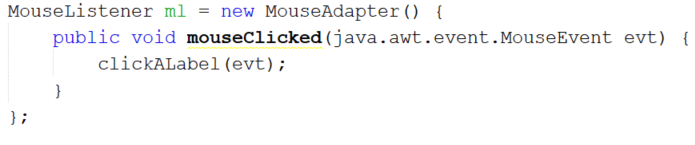 MouseListener ml = new MouseAdapter() {
    public void mouseClicked(java.awt.event.MouseEvent evt) {
        clickALabel(evt);
    }
};